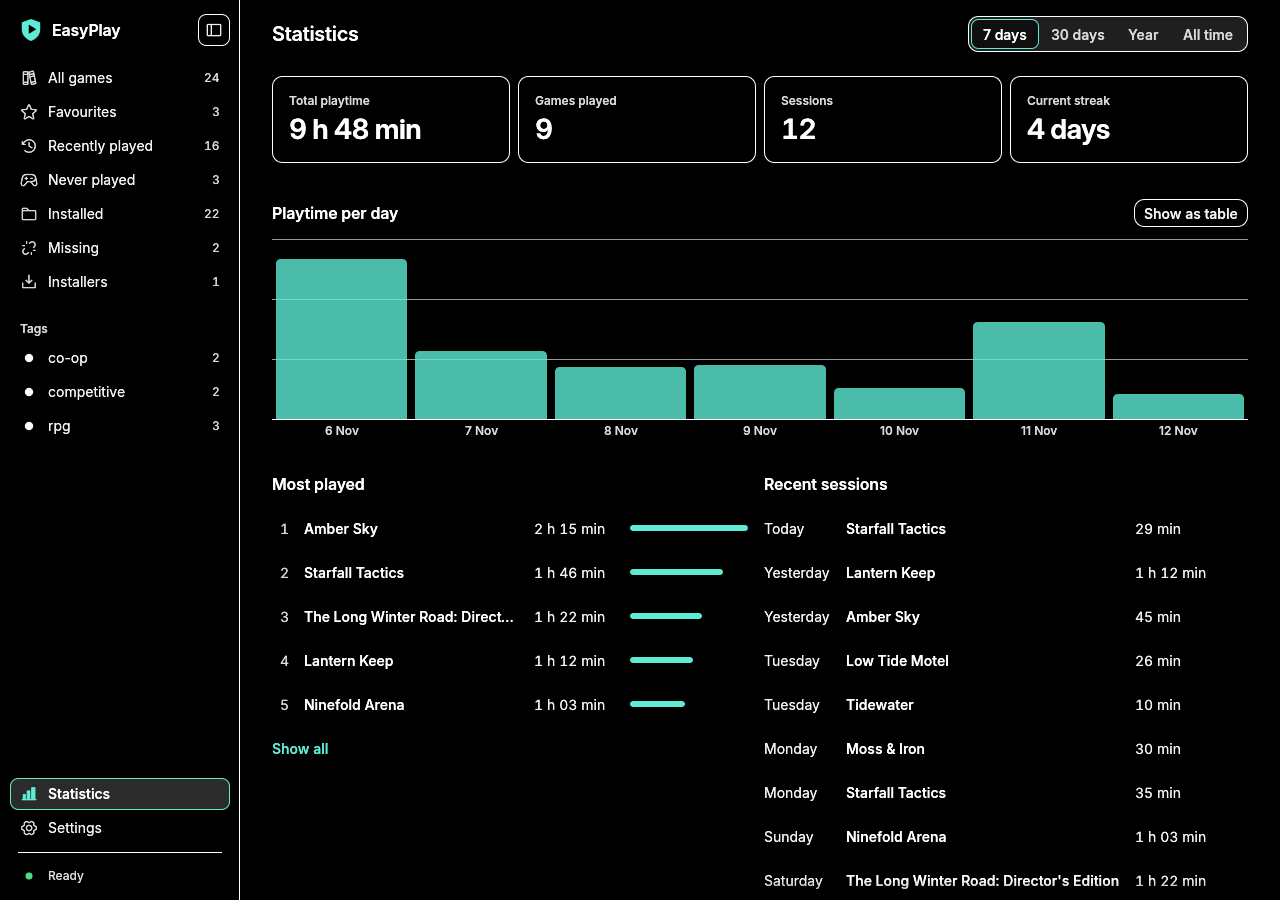 EasyPlay
All games 24
Favourites 3
Recently played 16
Never played 3
Installed 22
Missing 2
Installers 1
Tags
co-op 2
competitive 2
rpg 3
Statistics
Settings
Ready
Statistics
7 days 30 days Year All time
Total playtime
9 h 48 min
Games played
9
Sessions
12
Current streak
4 days
Playtime per day
Show as table
6 Nov 7 Nov 8 Nov 9 Nov 10 Nov 11 Nov 12 Nov
Most played
1 Amber Sky 2 h 15 min
2 Starfall Tactics 1 h 46 min
3 The Long Winter Road: Direct... 1 h 22 min
4 Lantern Keep 1 h 12 min
5 Ninefold Arena 1 h 03 min
Show all
Recent sessions
Today Starfall Tactics 29 min
Yesterday Lantern Keep 1 h 12 min
Yesterday Amber Sky 45 min
Tuesday Low Tide Motel 26 min
Tuesday Tidewater 10 min
Monday Moss & Iron 30 min
Monday Starfall Tactics 35 min
Sunday Ninefold Arena 1 h 03 min
Saturday The Long Winter Road: Director's Edition 1 h 22 min